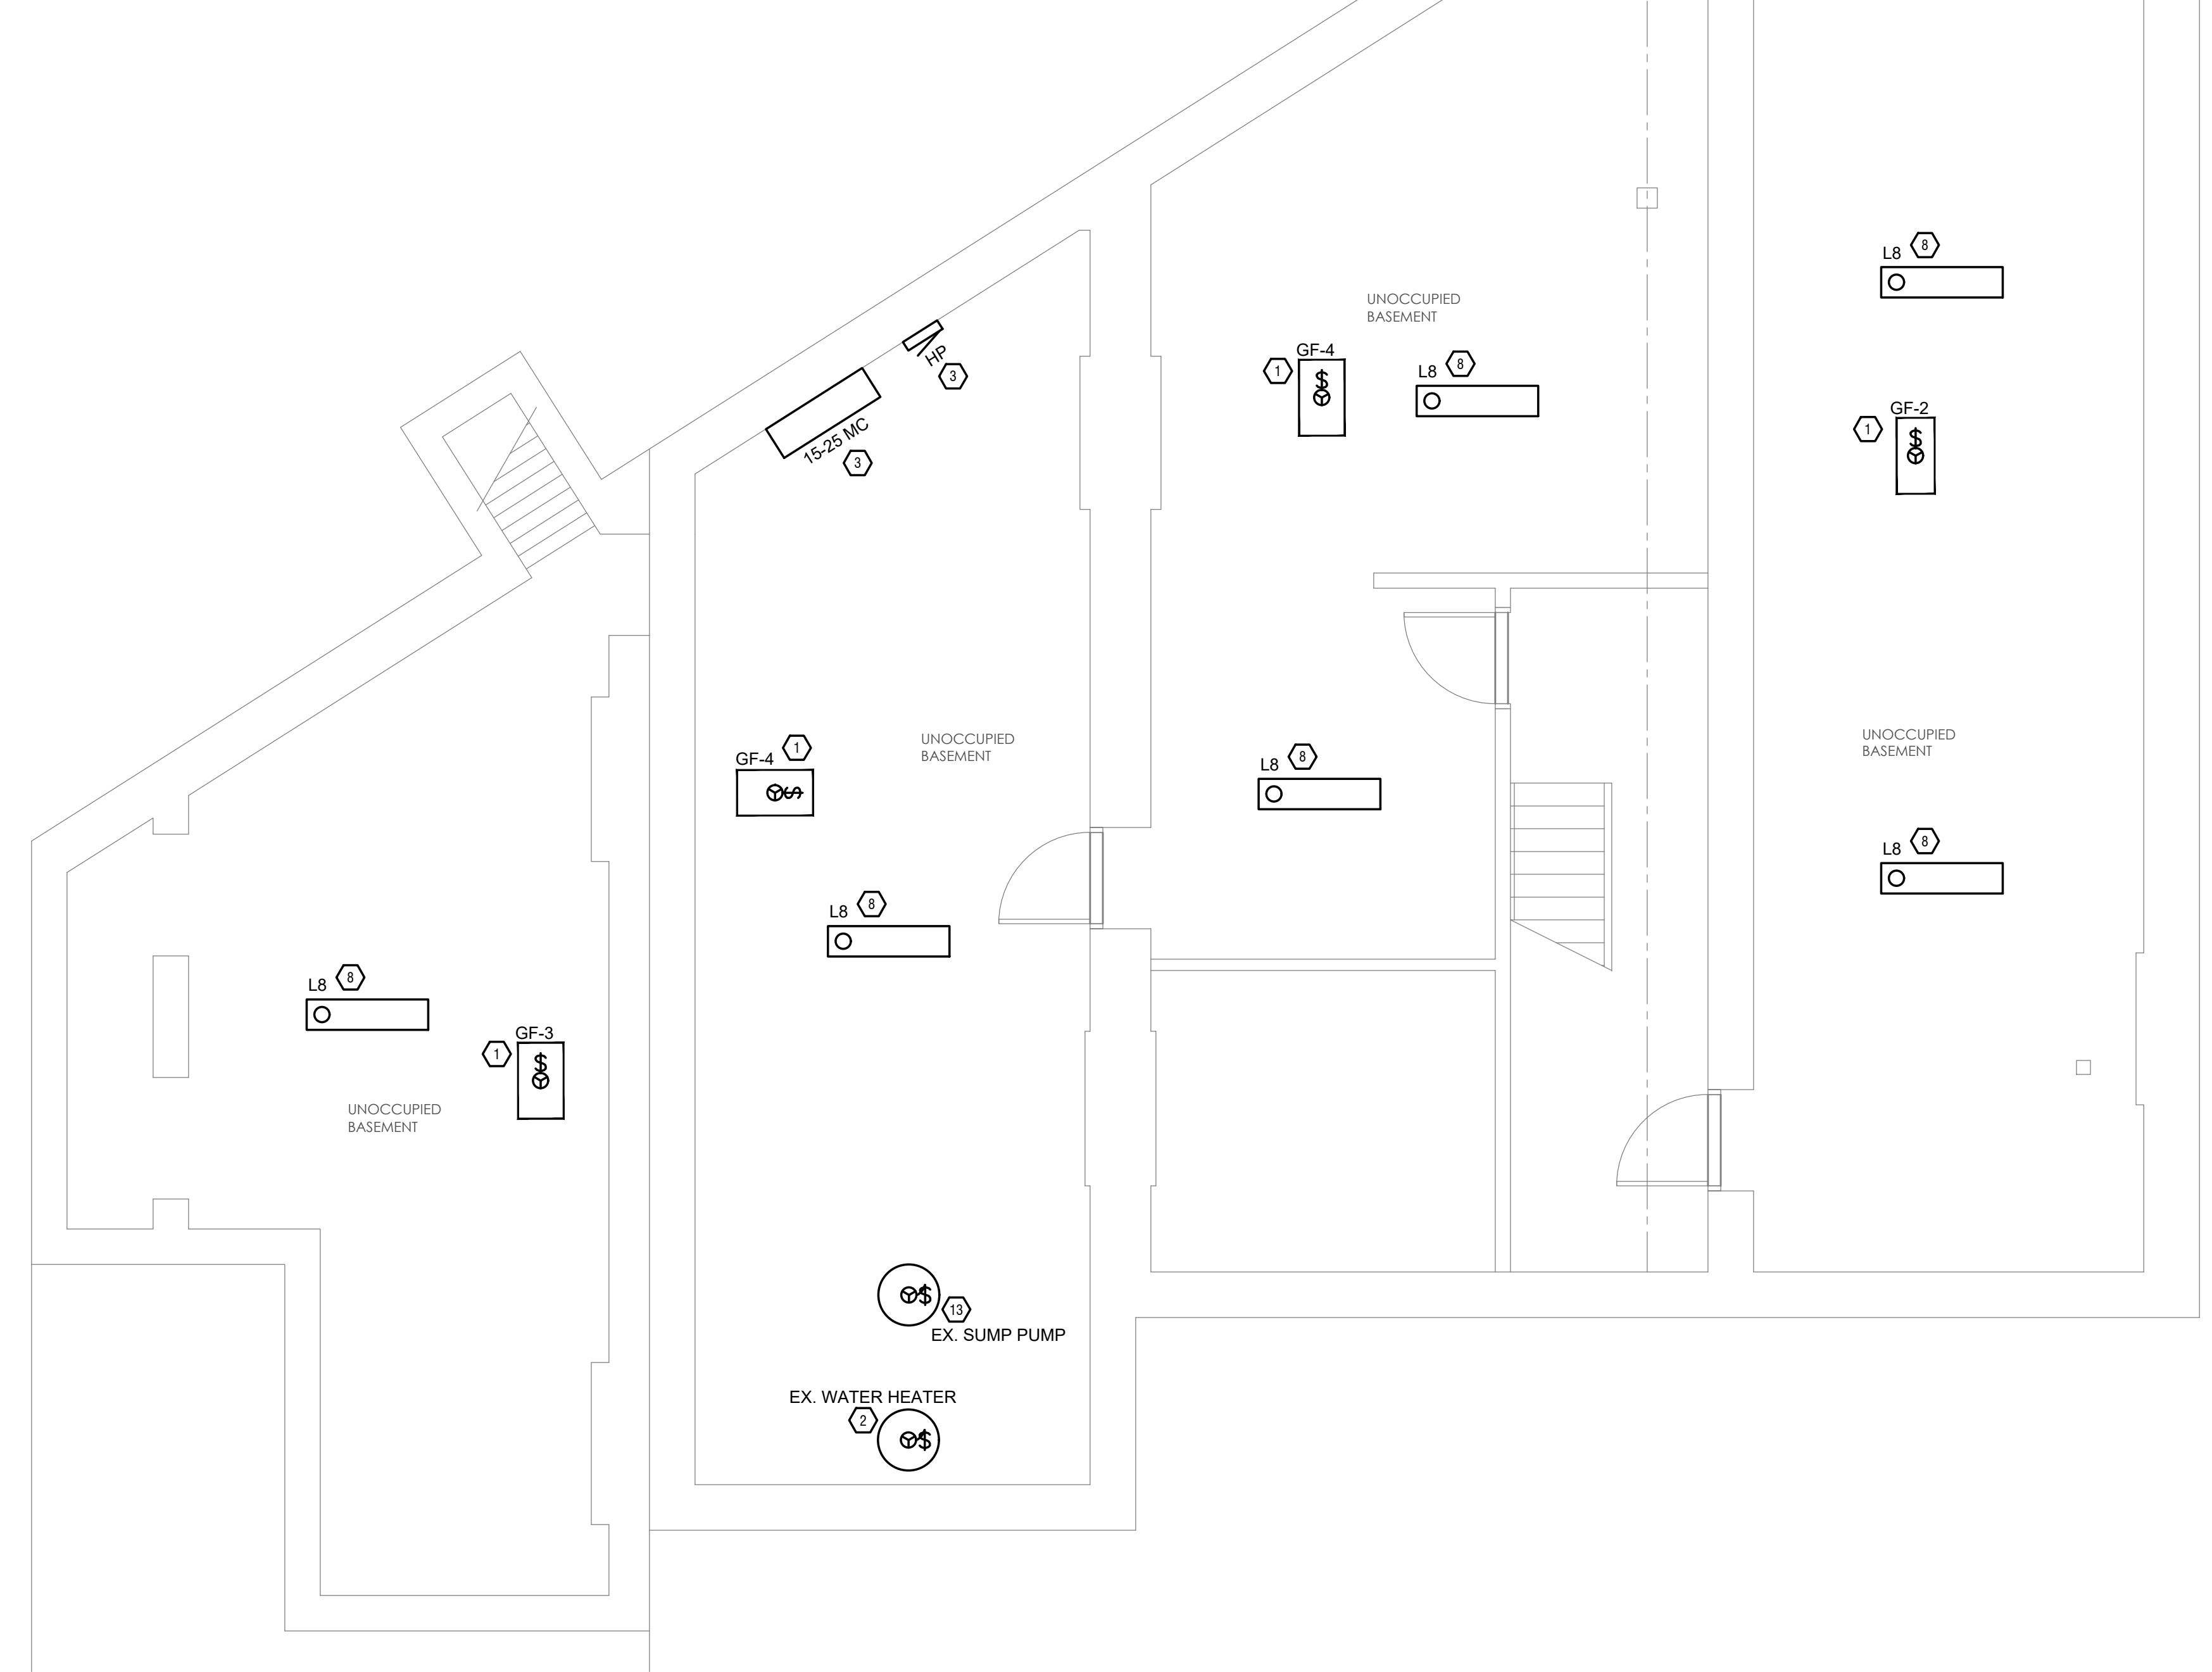 L8
8
UNOCCUPIED
BASEMENT
HP
3
GF-4
1
$
L8
8
GF-2
1
$
15-25 MC
3
UNOCCUPIED
BASEMENT
UNOCCUPIED
BASEMENT
GF-4
1
$
L8
8
L8
8
L8
8
L8
8
GF-3
1
$
UNOCCUPIED
BASEMENT
$
13
EX. SUMP PUMP
EX. WATER HEATER
2
$